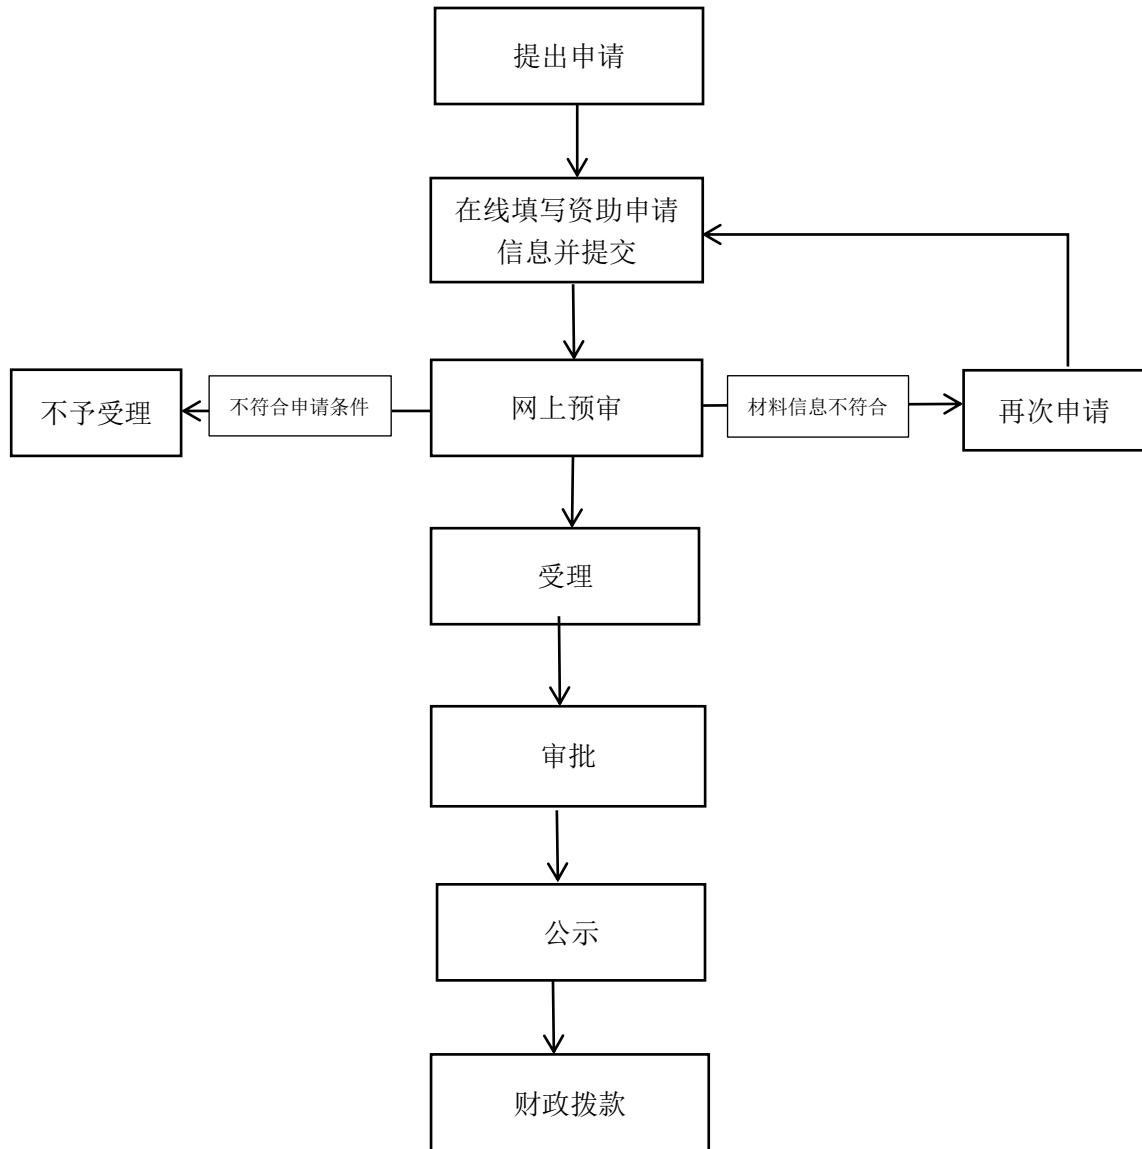 提出申请
在线填写资助申请
信息并提交
不予受理
不符合申请条件
网上预审
材料信息不符合
再次申请
受理
审批
公示
财政拨款